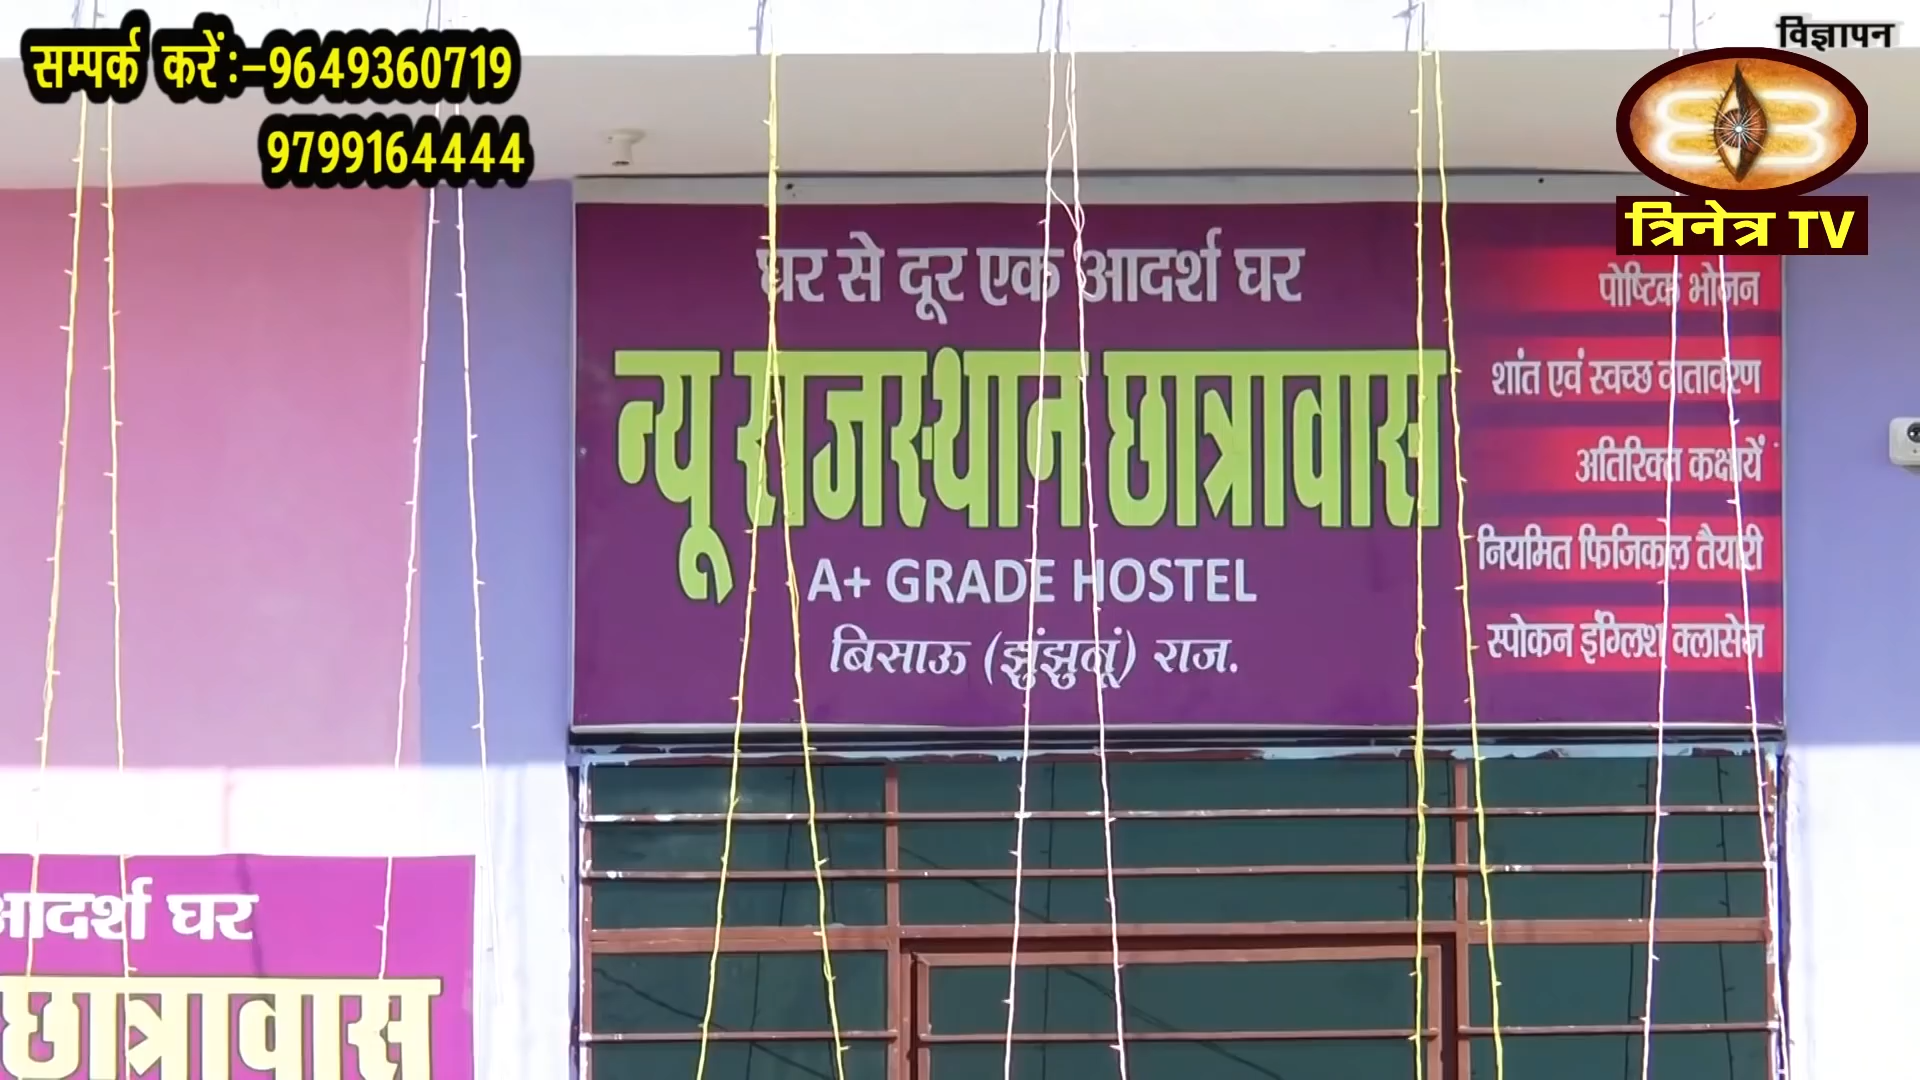 सम्पर्क करें:-9649360719
9799164444
विज्ञापन
त्रिनेत्र TV
घर से दूर एक आदर्श घर
न्यू राजस्थान छात्रावास
A+ GRADE HOSTEL
बिसाऊ (झुंझुनूं) राज.
पोष्टिक भोजन
शांत एवं स्वच्छ वातावरण
अतिरिक्त कक्षायें
नियमित फिजिकल तैयारी
स्पोकन इंग्लिश क्लासेज
आदर्श घर
छात्रावास